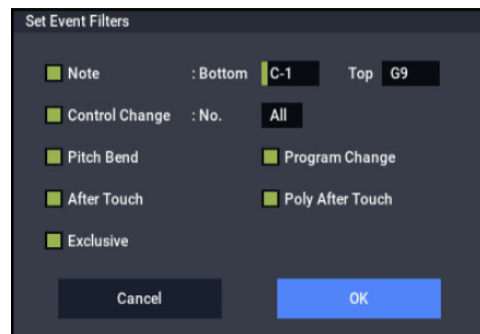 Set Event Filters
Note : Bottom C-1 Top G9
Control Change : No. All
Pitch Bend Program Change
After Touch Poly After Touch
Exclusive
Cancel OK